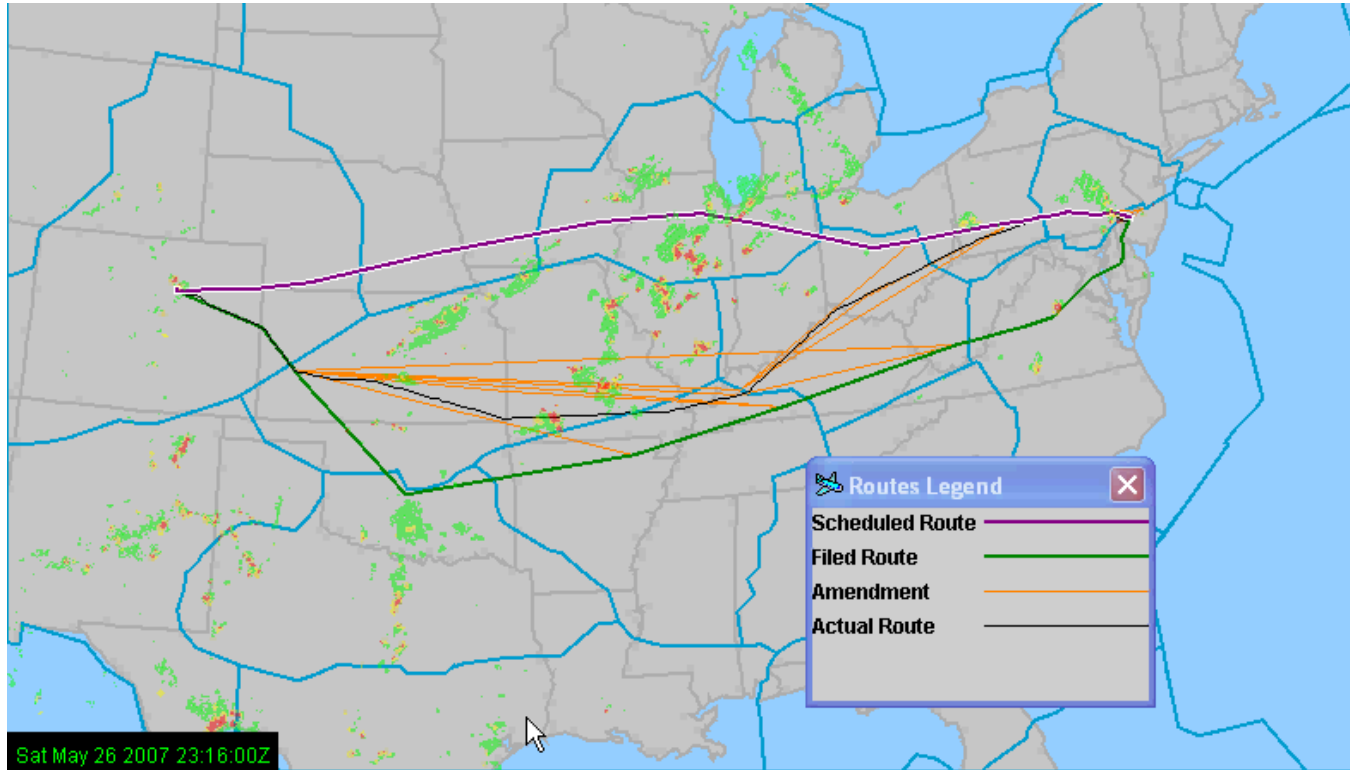 Routes Legend
Scheduled Route
Filed Route
Amendment
Actual Route
Sat May 26 2007 23:16:00Z